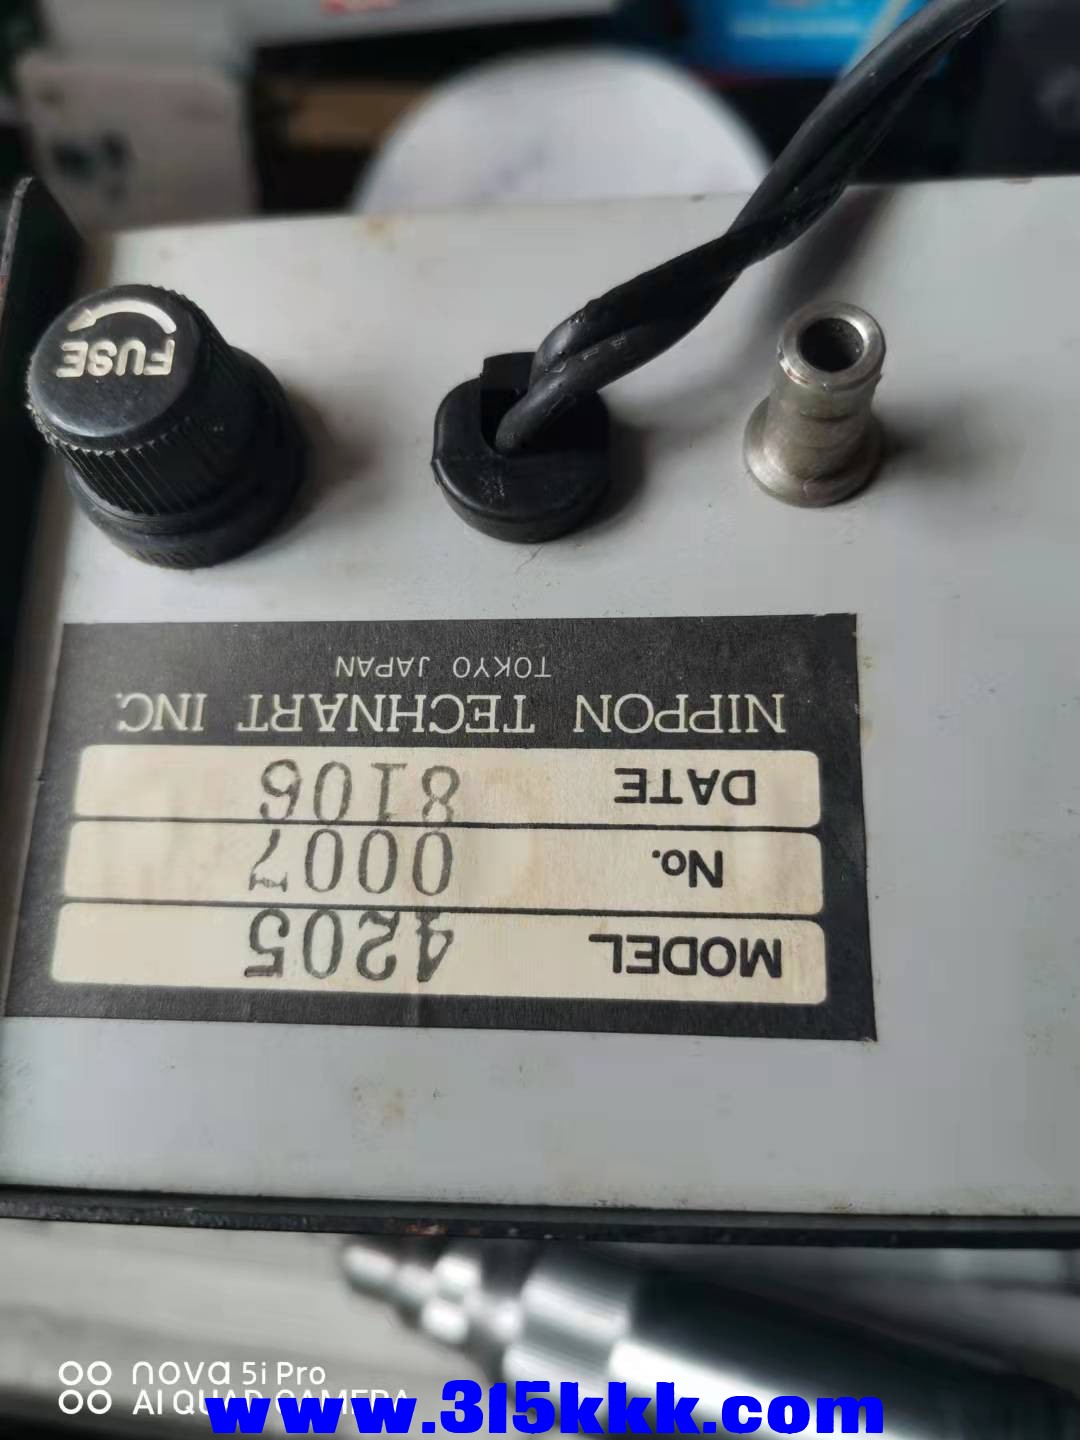 FUSE
NIPPON TECHNART INC.
TOKYO JAPAN
DATE 8106
No. 0007
MODEL 4205
nova 5i Pro
AI QUAD CAMERA
www.315kkk.com